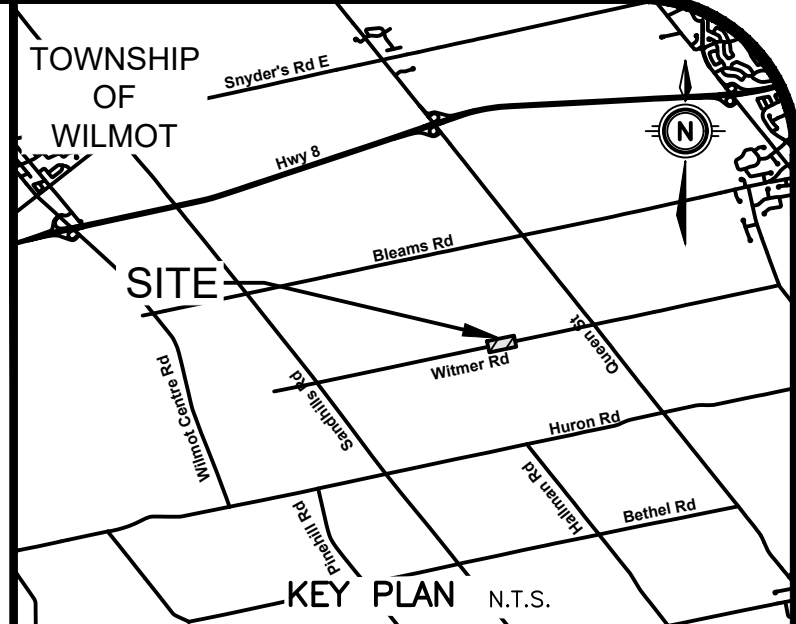 TOWNSHIP
OF
WILMOT
Snyder's Rd E
Hwy 8
N
Bleams Rd
SITE
Queen St
Witmer Rd
Wilmot Centre Rd
Sandhills Rd
Huron Rd
Hallman Rd
Pinehill Rd
Bethel Rd
KEY PLAN N.T.S.